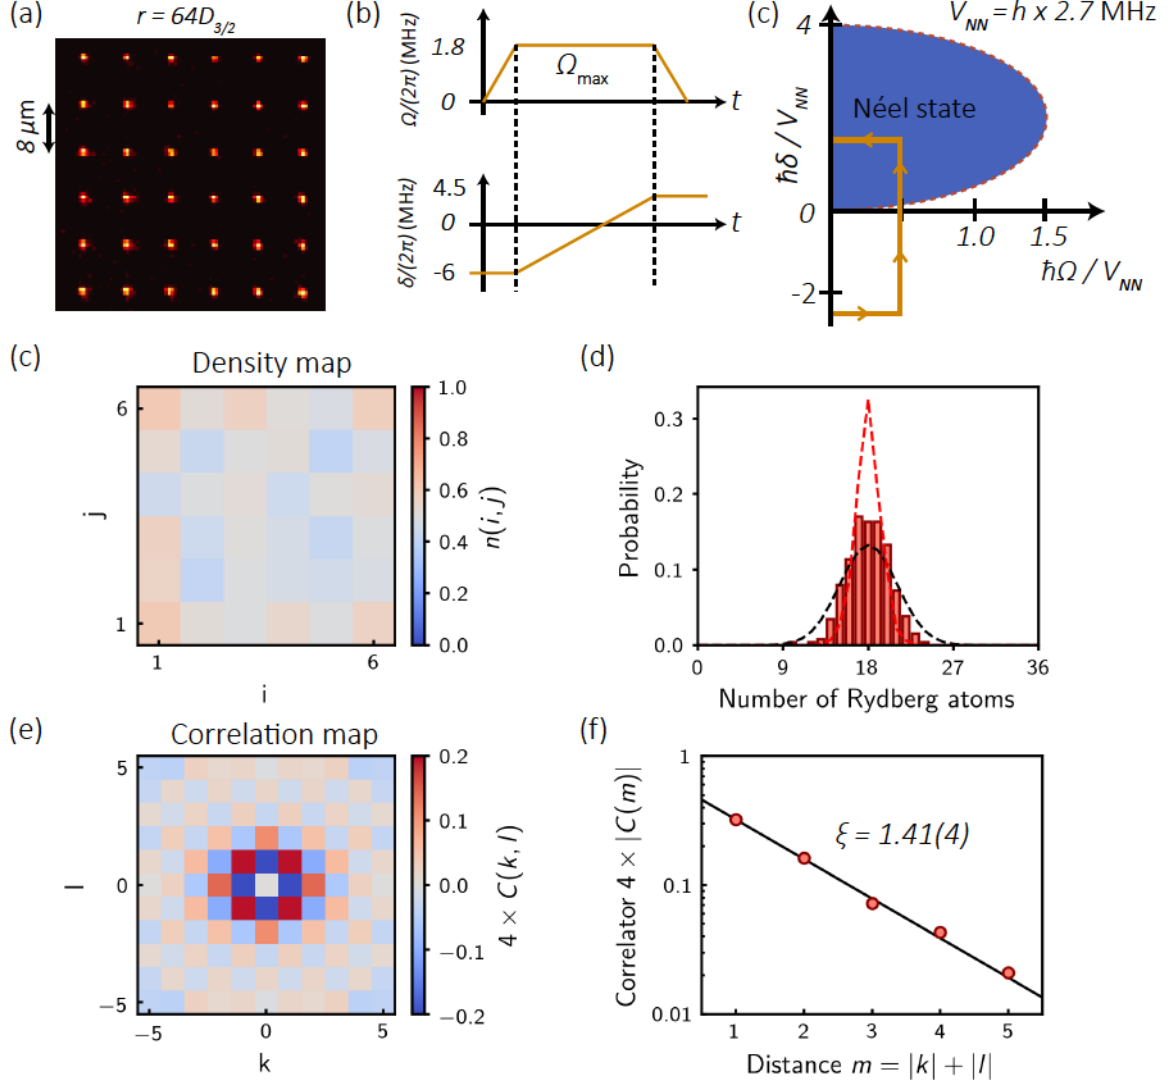 (a)
r = 64D3/2
8 μm
(b)
Ω/(2π) (MHz)
1.8
0
Ωmax
t
δ/(2π) (MHz)
4.5
0
-6
t
(c)
VNN = h x 2.7 MHz
ħδ / VNN
4
0
-2
Néel state
1.0
1.5
ħΩ / VNN
(c)
Density map
j
6
1
1
6
i
1.0
0.8
0.6
0.4
0.2
0.0
n(i,j)
(d)
Probability
0.3
0.2
0.1
0.0
0
9
18
27
36
Number of Rydberg atoms
(e)
Correlation map
l
5
0
−5
−5
0
5
k
0.2
0.1
0.0
−0.1
−0.2
4 × C(k, l)
(f)
Correlator 4 × |C(m)|
1
0.1
0.01
ξ = 1.41(4)
1
2
3
4
5
Distance m = |k| + |l|